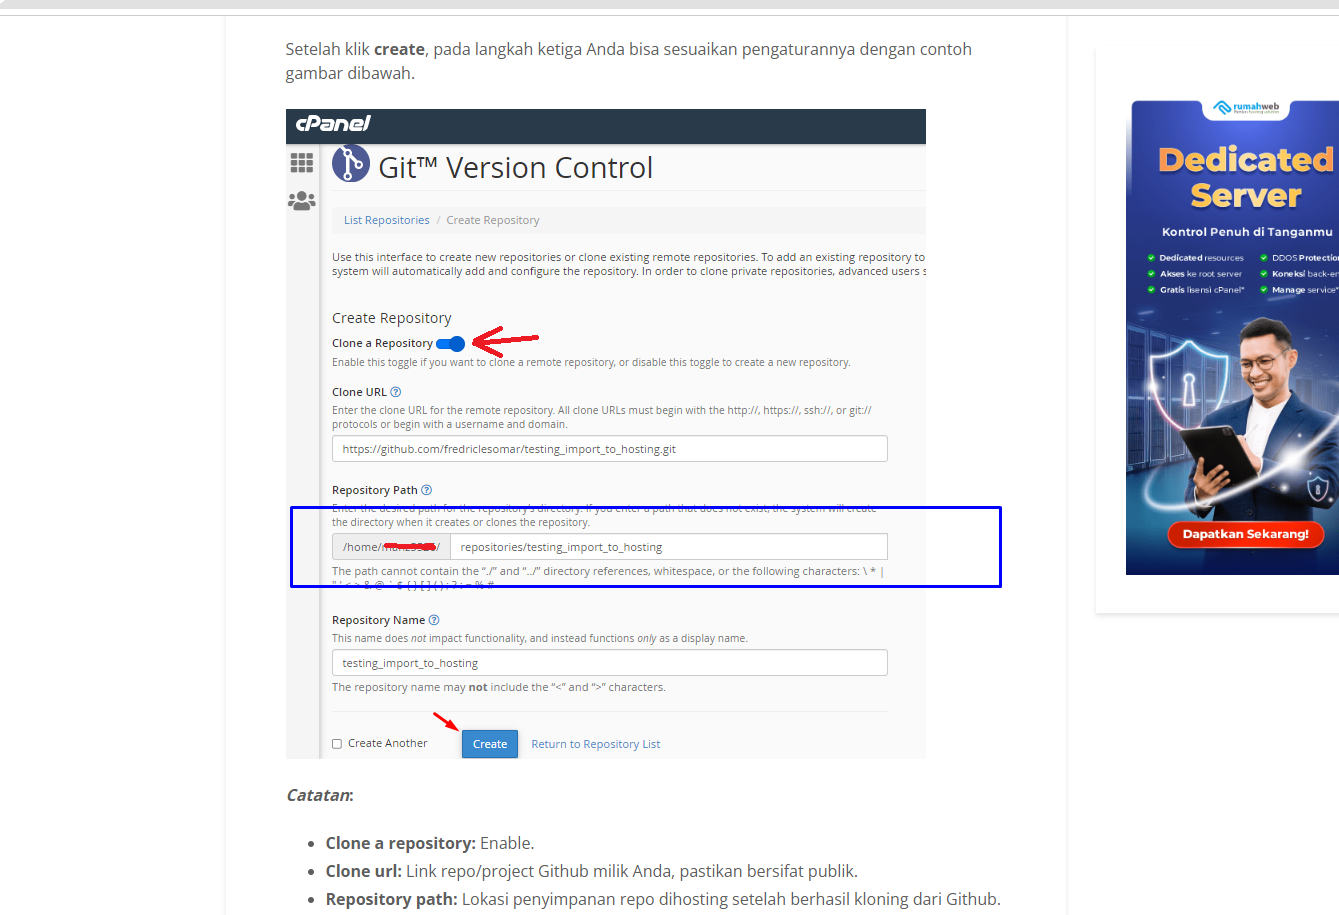 Setelah klik create, pada langkah ketiga Anda bisa sesuaikan pengaturannya dengan contoh
gambar dibawah.
cPanel
Git™ Version Control
List Repositories / Create Repository
Use this interface to create new repositories or clone existing remote repositories. To add an existing repository to
system will automatically add and configure the repository. In order to clone private repositories, advanced users s
Create Repository
Clone a Repository
Enable this toggle if you want to clone a remote repository, or disable this toggle to create a new repository.
Clone URL
Enter the clone URL for the remote repository. All clone URLs must begin with the http://, https://, ssh://, or git://
protocols or begin with a username and domain.
https://github.com/fredriclesomar/testing_import_to_hosting.git
Repository Path
Enter the desired path for the repository's directory. If you enter a path that does not exist, the system will create
the directory when it creates or clones the repository.
/home/
repositories/testing_import_to_hosting
The path cannot contain the “./” and “../” directory references, whitespace, or the following characters: \ * |
" ' < > & @ ` $ { } [ ] ( ) ; ? : = % #
Repository Name
This name does not impact functionality, and instead functions only as a display name.
testing_import_to_hosting
The repository name may not include the “<” and “>” characters.
Create Another
Create
Return to Repository List
Catatan:
• Clone a repository: Enable.
• Clone url: Link repo/project Github milik Anda, pastikan bersifat publik.
• Repository path: Lokasi penyimpanan repo dihosting setelah berhasil kloning dari Github.
rumahweb
Dedicated
Server
Kontrol Penuh di Tanganmu
Dedicated resources
DDOS Protection
Akses ke root server
Koneksi back-en
Gratis lisensi cPanel*
Manage service*
Dapatkan Sekarang!